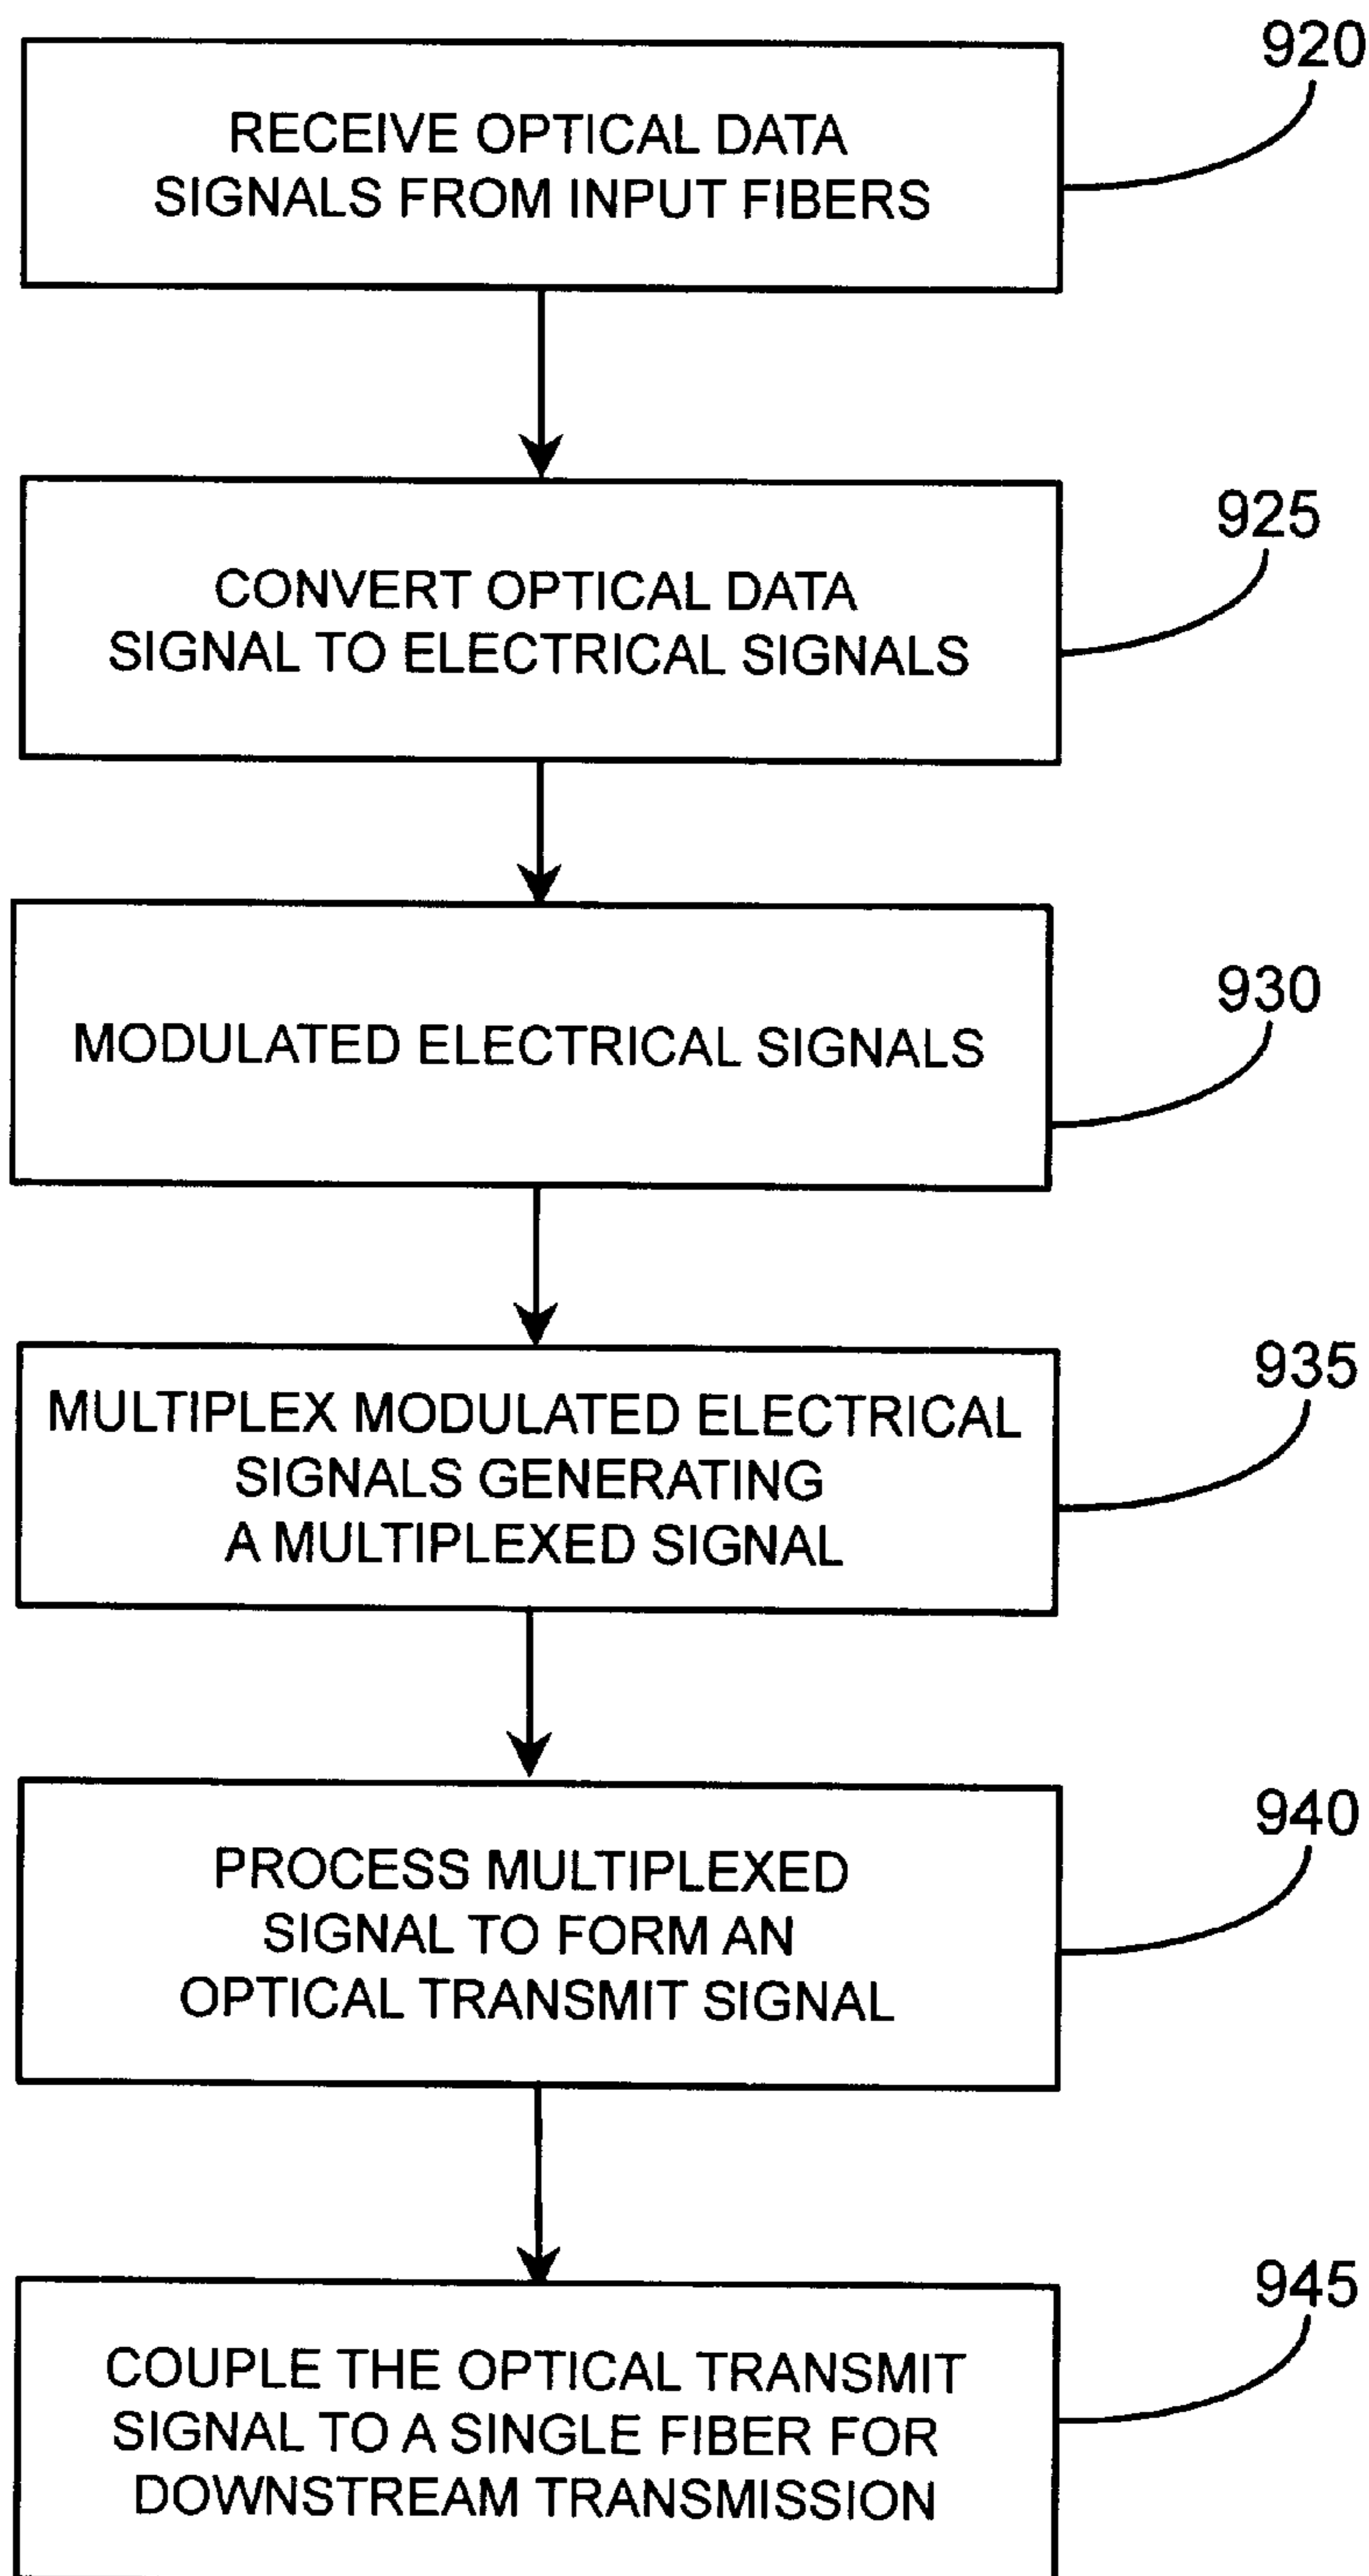 920
RECEIVE OPTICAL DATA
SIGNALS FROM INPUT FIBERS
925
CONVERT OPTICAL DATA
SIGNAL TO ELECTRICAL SIGNALS
930
MODULATED ELECTRICAL SIGNALS
935
MULTIPLEX MODULATED ELECTRICAL
SIGNALS GENERATING
A MULTIPLEXED SIGNAL
940
PROCESS MULTIPLEXED
SIGNAL TO FORM AN
OPTICAL TRANSMIT SIGNAL
945
COUPLE THE OPTICAL TRANSMIT
SIGNAL TO A SINGLE FIBER FOR
DOWNSTREAM TRANSMISSION